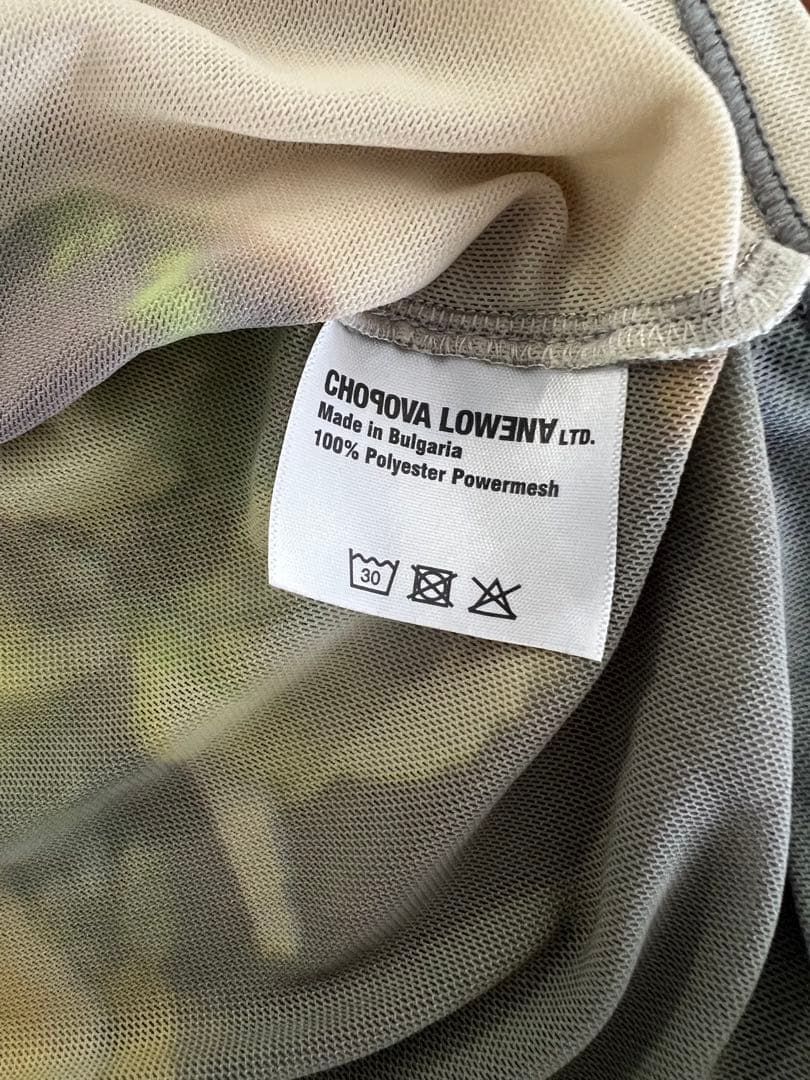 CHOPOVA LOWENA LTD.
Made in Bulgaria
100% Polyester Powermesh
30